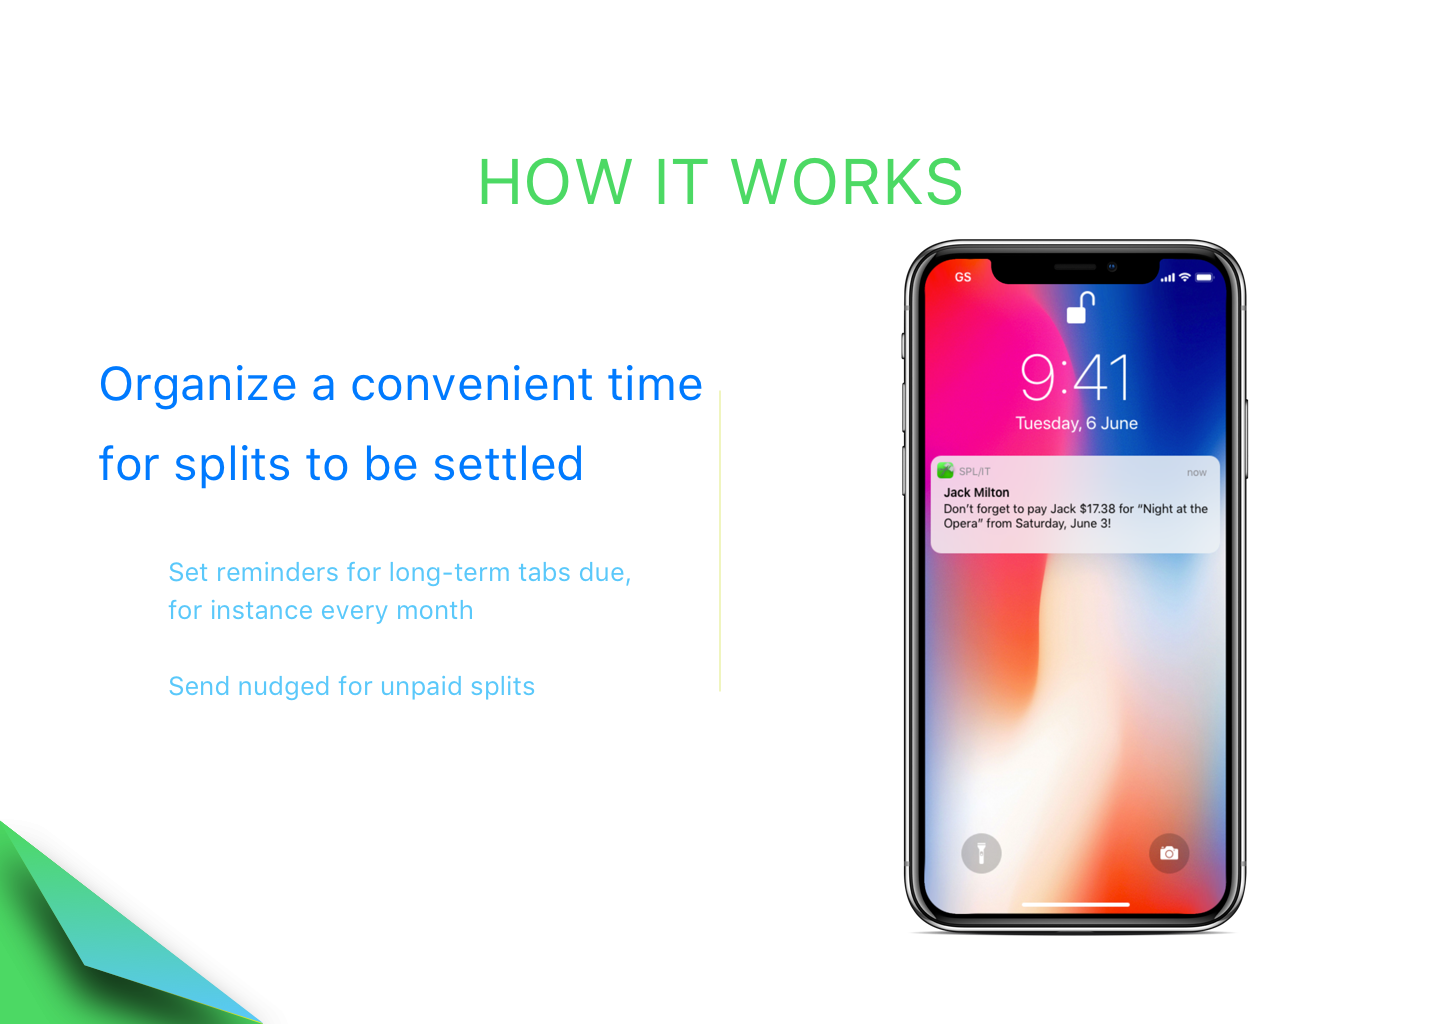 HOW IT WORKS
Organize a convenient time
for splits to be settled
Set reminders for long-term tabs due,
for instance every month
Send nudged for unpaid splits
GS
9:41
Tuesday, 6 June
SPL/IT now
Jack Milton
Don’t forget to pay Jack $17.38 for “Night at the
Opera” from Saturday, June 3!